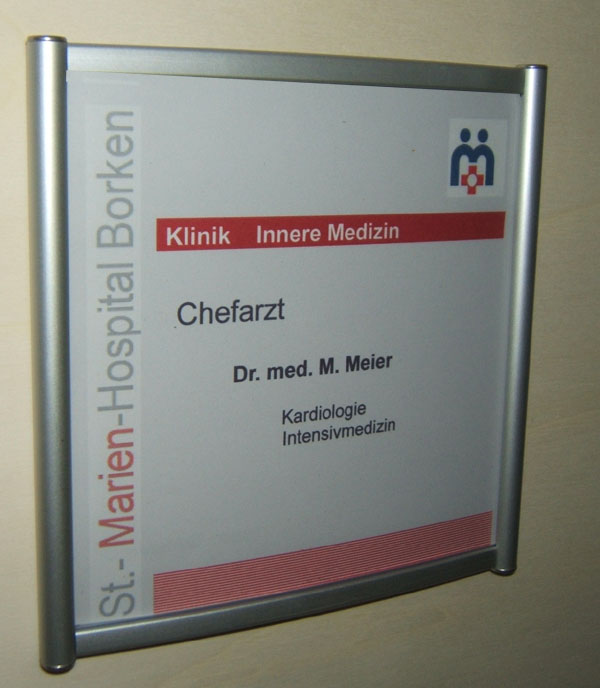 St.- Marien-Hospital Borken
Klinik Innere Medizin
Chefarzt
Dr. med. M. Meier
Kardiologie
Intensivmedizin